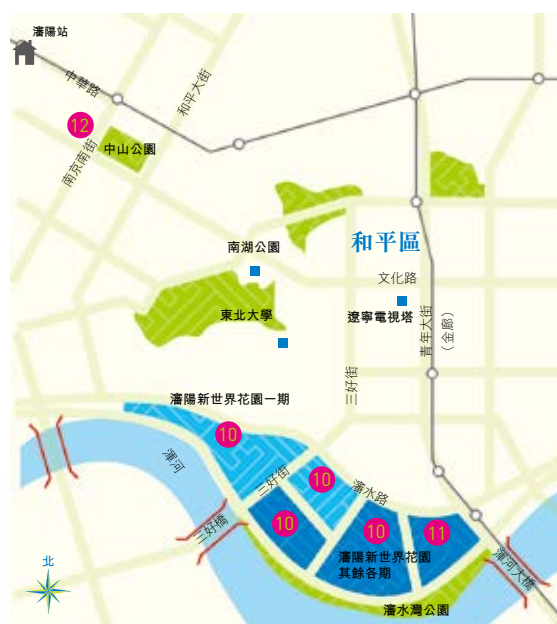 瀋陽站
中華路
和平大街
12
中山公園
南京南街
和平區
南湖公園
文化路
遼寧電視塔
東北大學
青年大街
（金廊）
三好街
瀋陽新世界花園一期
10
渾河
三好街
10
瀋水路
三好橋
10
10
11
瀋陽新世界花園
其餘各期
渾河大橋
北
瀋水灣公園